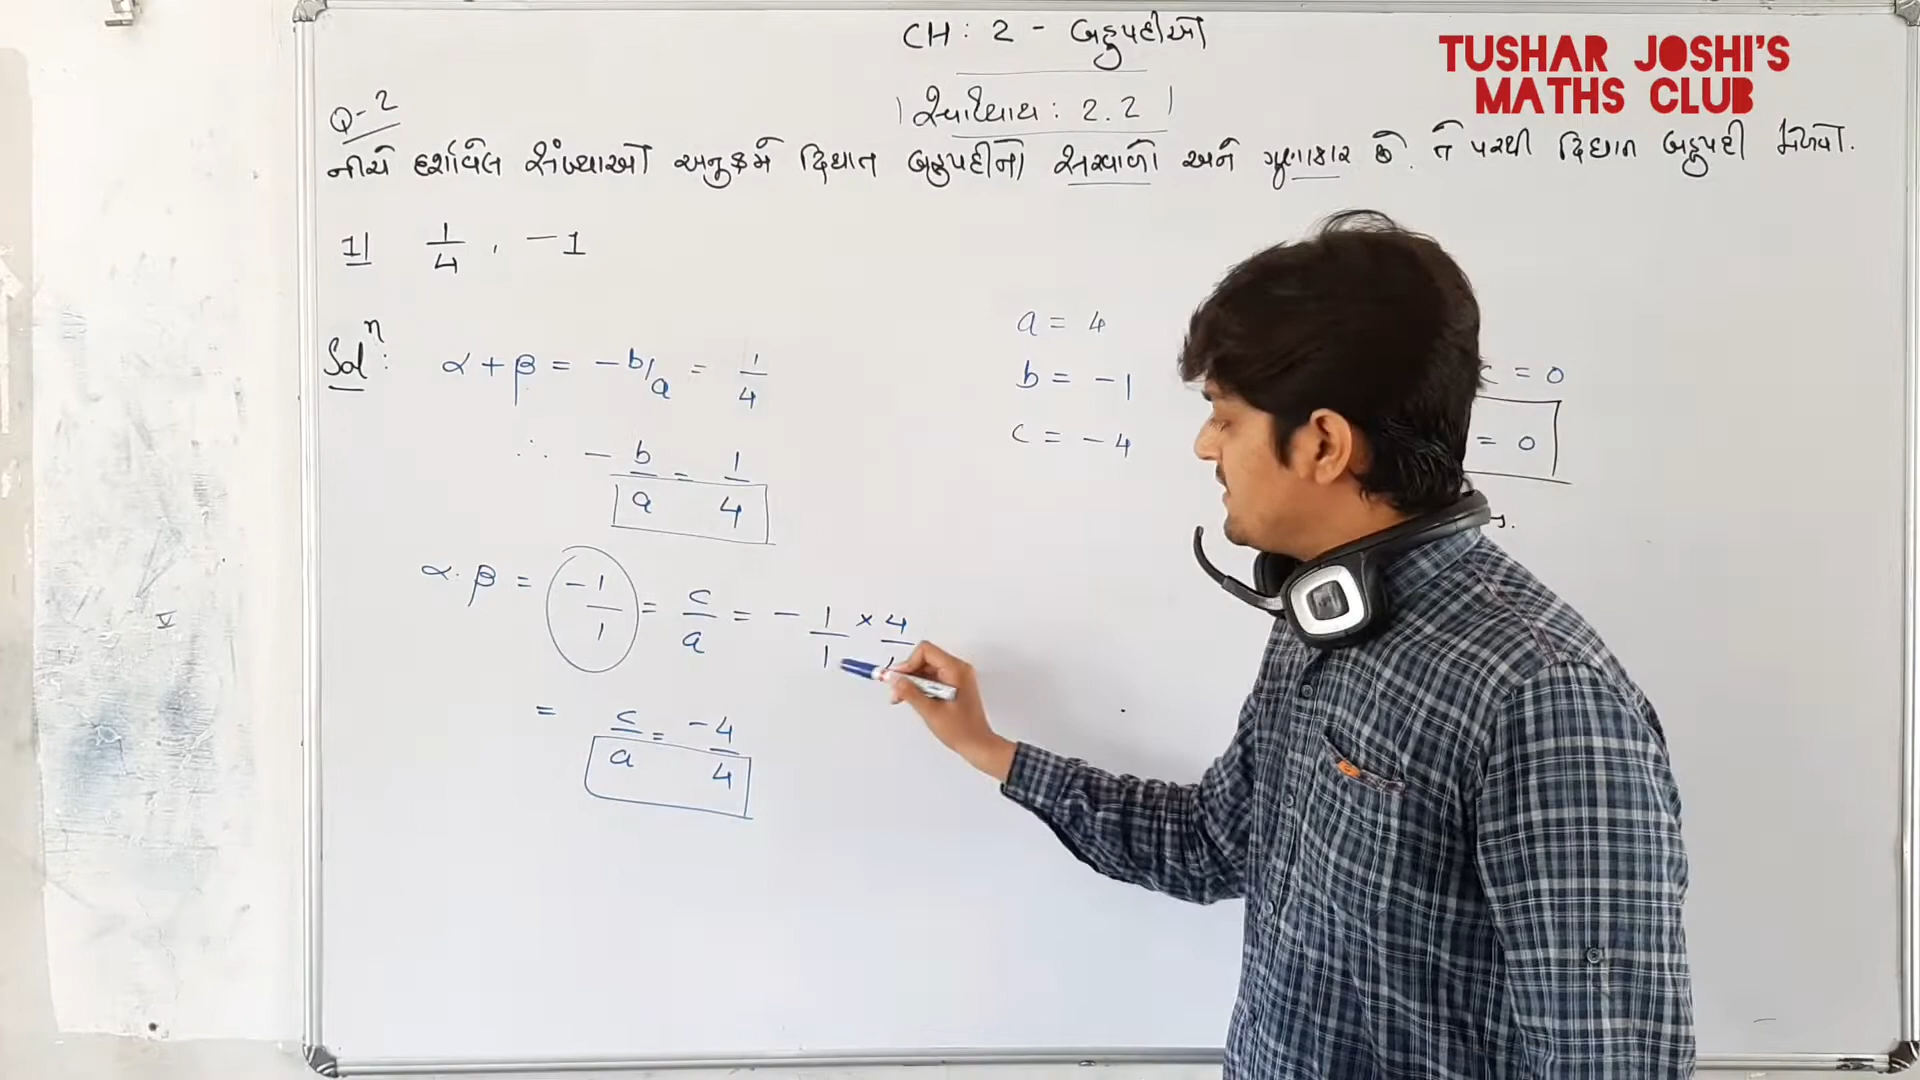 CH: 2 - બહુપદીઓ
TUSHAR JOSHI'S
MATHS CLUB
સ્વાધ્યાય: 2.2
Q-2
નીચે દર્શાવેલ સંખ્યાઓ અનુક્રમે દ્વિઘાત બહુપદીનો સરવાળો અને ગુણાકાર છે. તે પરથી દ્વિઘાત બહુપદી મેળવો.
1| 1/4 , -1
Solⁿ: α + β = -b/a = 1/4
∴ - b/a = 1/4
α.β = -1/1 = c/a = - 1/1 × 4/
= c/a = -4/4
a = 4
b = -1
c = -4
c = 0
= 0